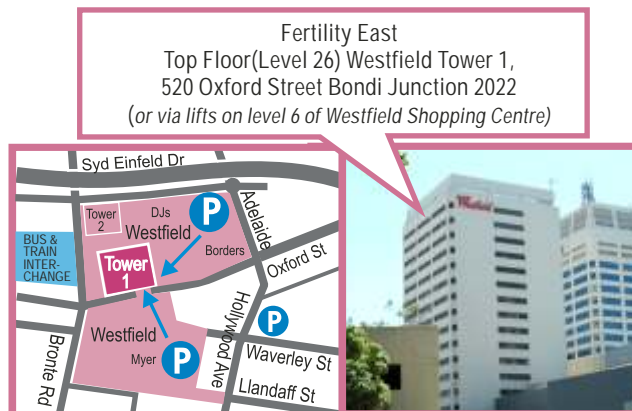 Fertility East
Top Floor(Level 26) Westfield Tower 1,
520 Oxford Street Bondi Junction 2022
(or via lifts on level 6 of Westfield Shopping Centre)
Syd Einfeld Dr
Tower
2
DJs
P
Westfield
Adelaide
BUS &
TRAIN
INTER-
CHANGE
Tower
1
Borders
Oxford St
Westfield
Myer
P
Hollywood Ave
P
Bronte Rd
Waverley St
Llandaff St
Westfield